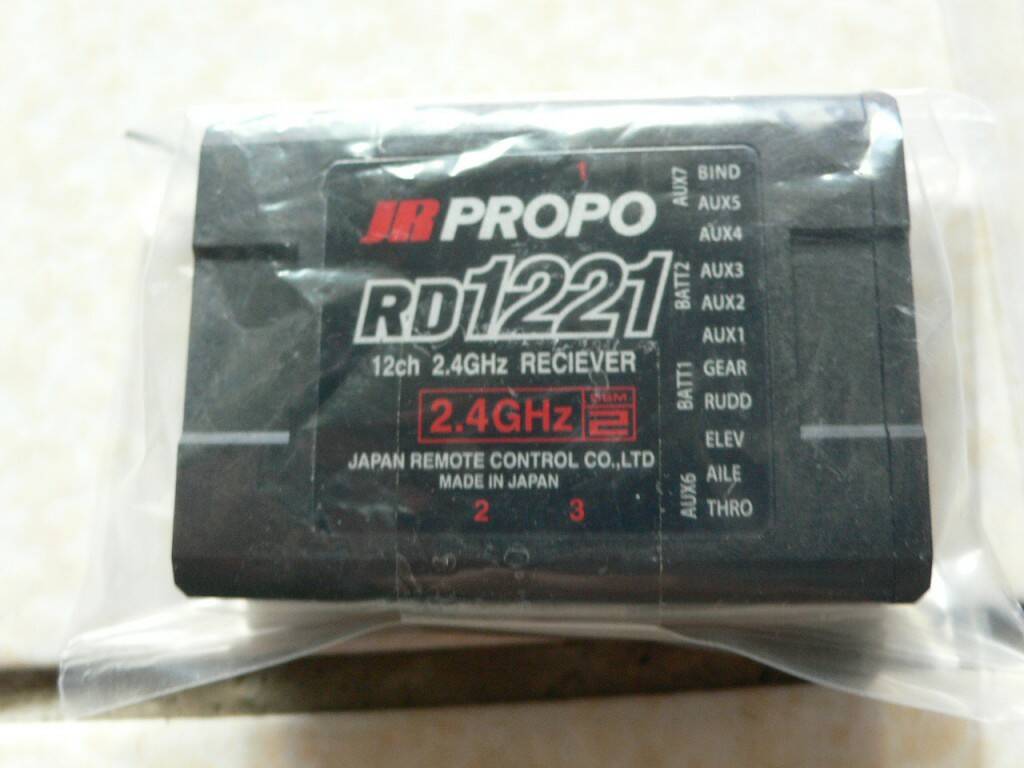 1
JR PROPO
RD1221
12ch 2.4GHz RECIEVER
2.4GHz DSM 2
JAPAN REMOTE CONTROL CO.,LTD
MADE IN JAPAN
2 3
AUX7
BATT2
BATT1
AUX6
BIND
AUX5
AUX4
AUX3
AUX2
AUX1
GEAR
RUDD
ELEV
AILE
THRO